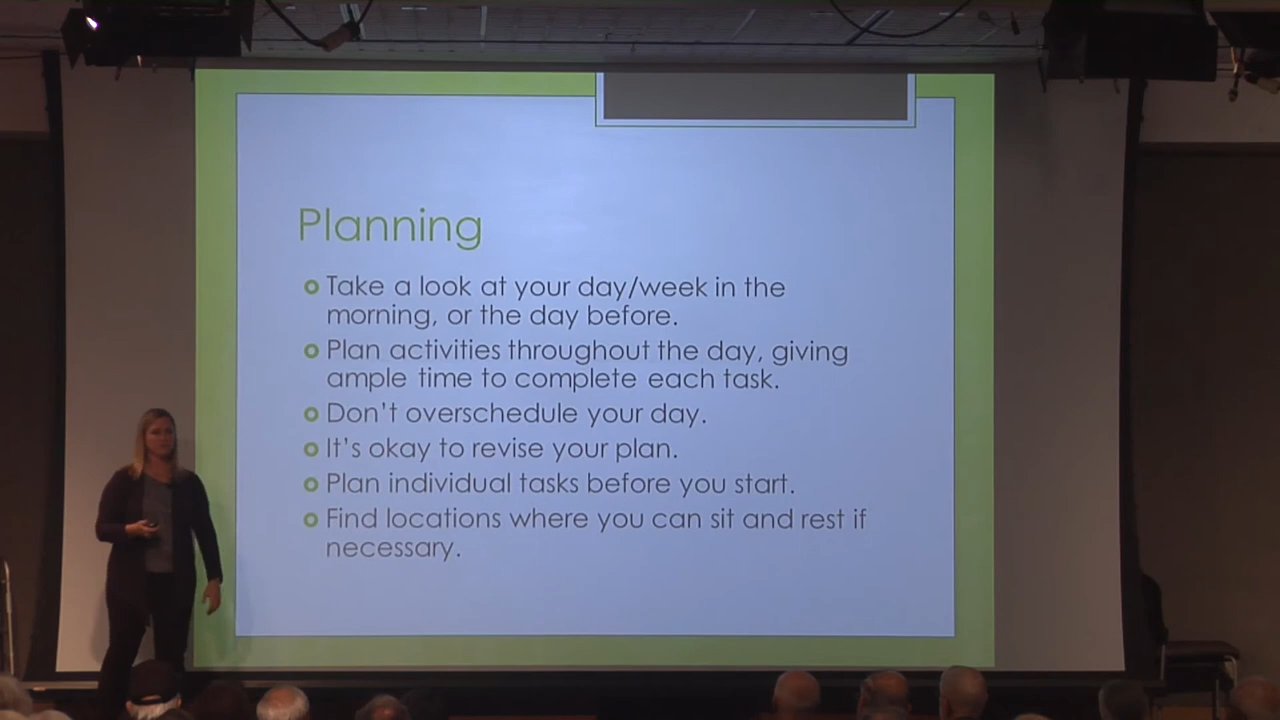 Planning
Take a look at your day/week in the
morning, or the day before.
Plan activities throughout the day, giving
ample time to complete each task.
Don't overschedule your day.
It's okay to revise your plan.
Plan individual tasks before you start.
Find locations where you can sit and rest if
necessary.